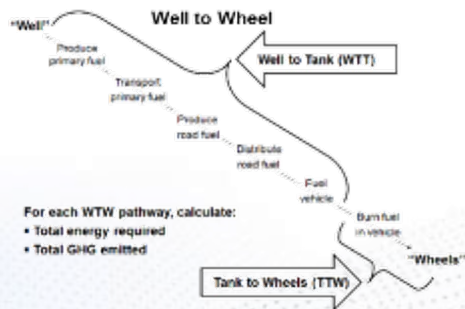 Well to Wheel
"Well"
Produce
primary fuel
Well to Tank (WTT)
Transport
primary fuel
Produce
road fuel
Distribute
road fuel
Fuel
vehicle
For each WTW pathway, calculate:
• Total energy required
• Total GHG emitted
Burn fuel
in vehicle
"Wheels"
Tank to Wheels (TTW)